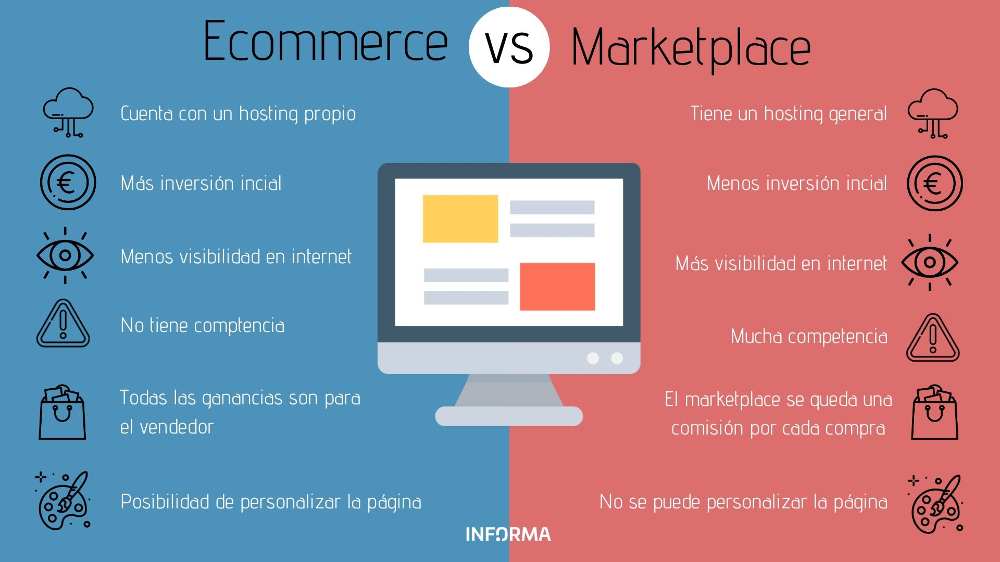 Ecommerce
VS
Marketplace
Cuenta con un hosting propio
Más inversión incial
Menos visibilidad en internet
No tiene comptencia
Todas las ganancias son para
el vendedor
Posibilidad de personalizar la página
Tiene un hosting general
Menos inversión incial
Más visibilidad en internet
Mucha competencia
El marketplace se queda una
comisión por cada compra
No se puede personalizar la página
INFORMA